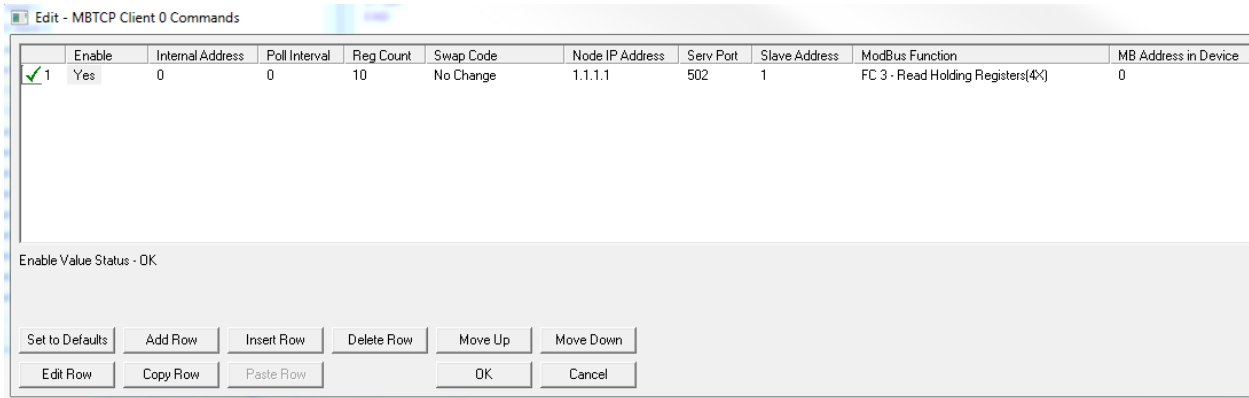 Edit - MBTCP Client 0 Commands
Enable Internal Address Poll Interval Reg Count Swap Code Node IP Address Serv Port Slave Address ModBus Function MB Address in Device
1 Yes 0 0 10 No Change 1.1.1.1 502 1 FC 3 - Read Holding Registers(4X) 0
Enable Value Status - OK
Set to Defaults Add Row Insert Row Delete Row Move Up Move Down
Edit Row Copy Row Paste Row OK Cancel